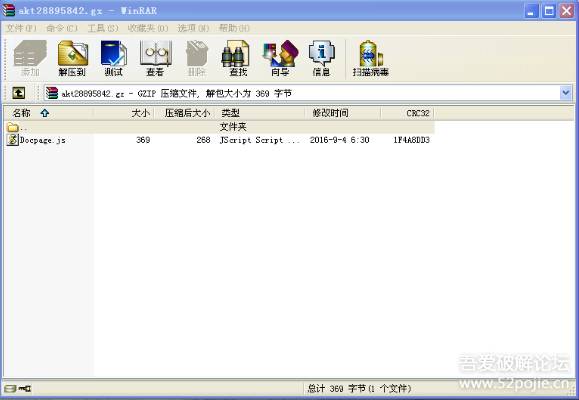 akt28895842.gz - WinRAR
文件(F) 命令(C) 工具(S) 收藏夹(O) 选项(N) 帮助(H)
添加 解压到 测试 查看 删除 查找 向导 信息 扫描病毒
akt28895842.gz - GZIP 压缩文件, 解包大小为 369 字节
名称 大小 压缩后大小 类型 修改时间 CRC32
.. 文件夹
Docpage.js 369 268 JScript Script ... 2016-9-4 6:30 1F4A8DD3
吾爱破解论坛
www.52pojie.cn
总计 369 字节(1 个文件)